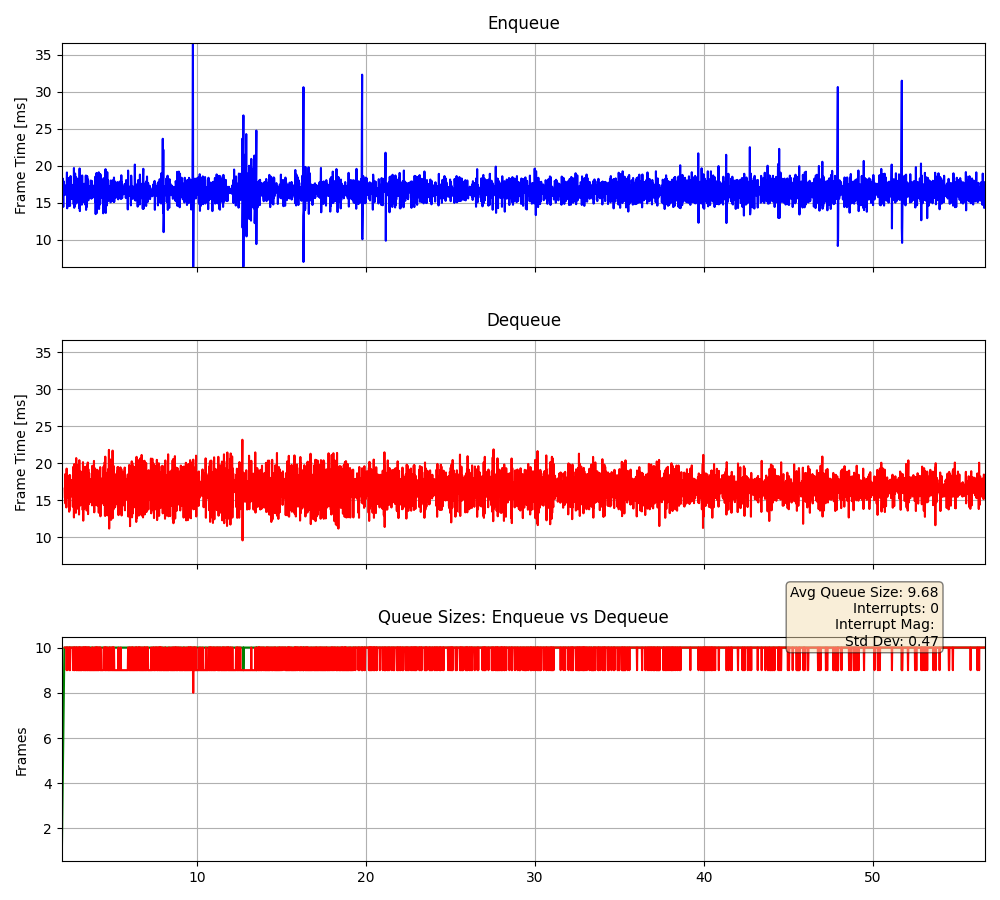 Enqueue
Frame Time [ms]
35
30
25
20
15
10
Dequeue
Frame Time [ms]
35
30
25
20
15
10
Avg Queue Size: 9.68
Interrupts: 0
Interrupt Mag:
Std Dev: 0.47
Queue Sizes: Enqueue vs Dequeue
Frames
10
8
6
4
2
10 20 30 40 50